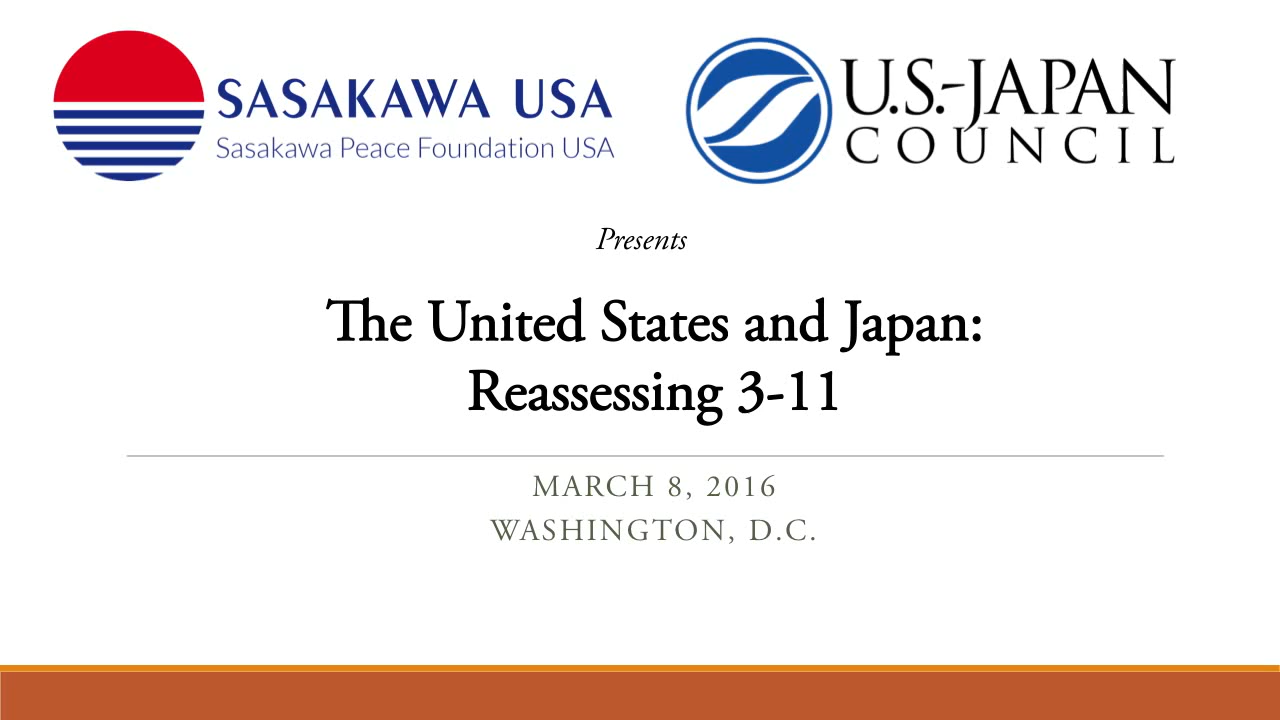 SASAKAWA USA
Sasakawa Peace Foundation USA
U.S.-JAPAN
COUNCIL
Presents
The United States and Japan:
Reassessing 3-11
MARCH 8, 2016
WASHINGTON, D.C.